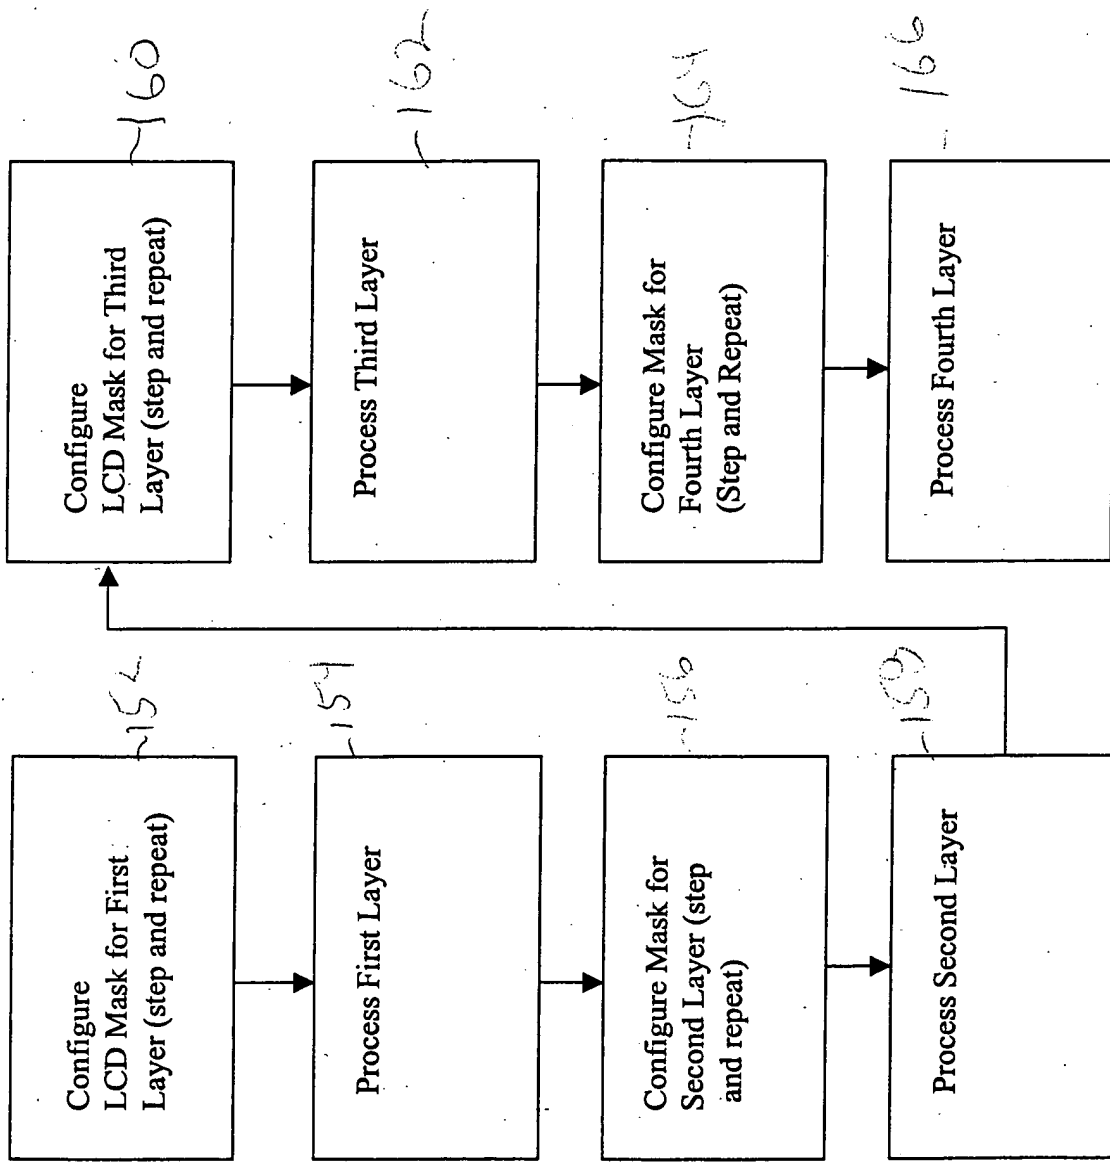 Configure
LCD Mask for First
Layer (step and repeat)
152
Process First Layer
154
Configure Mask for
Second Layer (step
and repeat)
156
Process Second Layer
158
Configure
LCD Mask for Third
Layer (step and repeat)
160
Process Third Layer
162
Configure Mask for
Fourth Layer
(Step and Repeat)
164
Process Fourth Layer
166